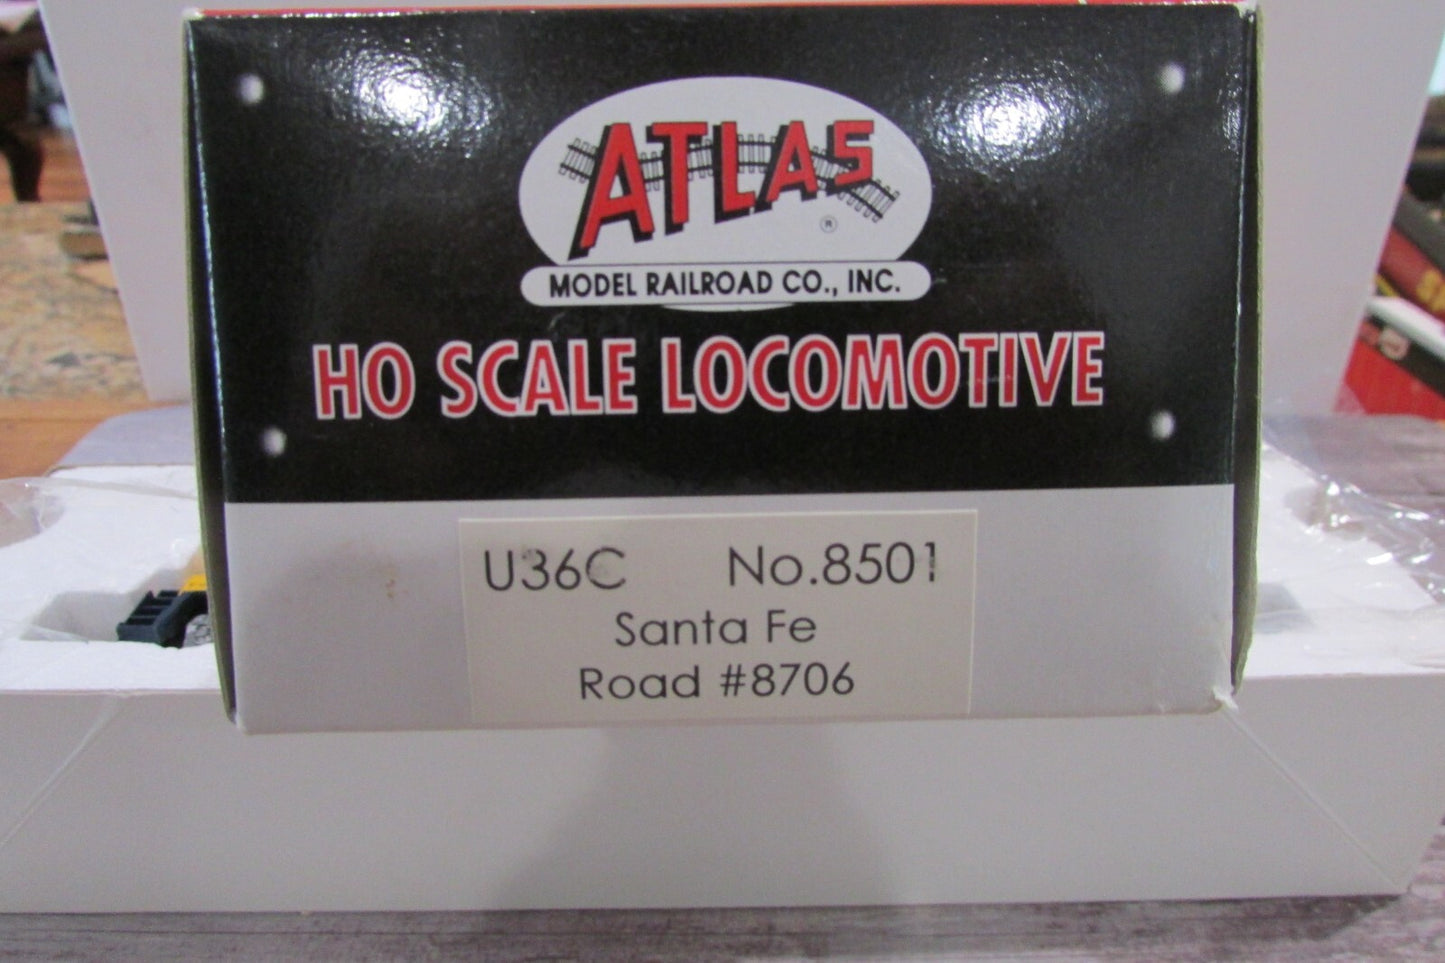 ATLAS
®
MODEL RAILROAD CO., INC.
HO SCALE LOCOMOTIVE
U36C No.8501
Santa Fe
Road #8706